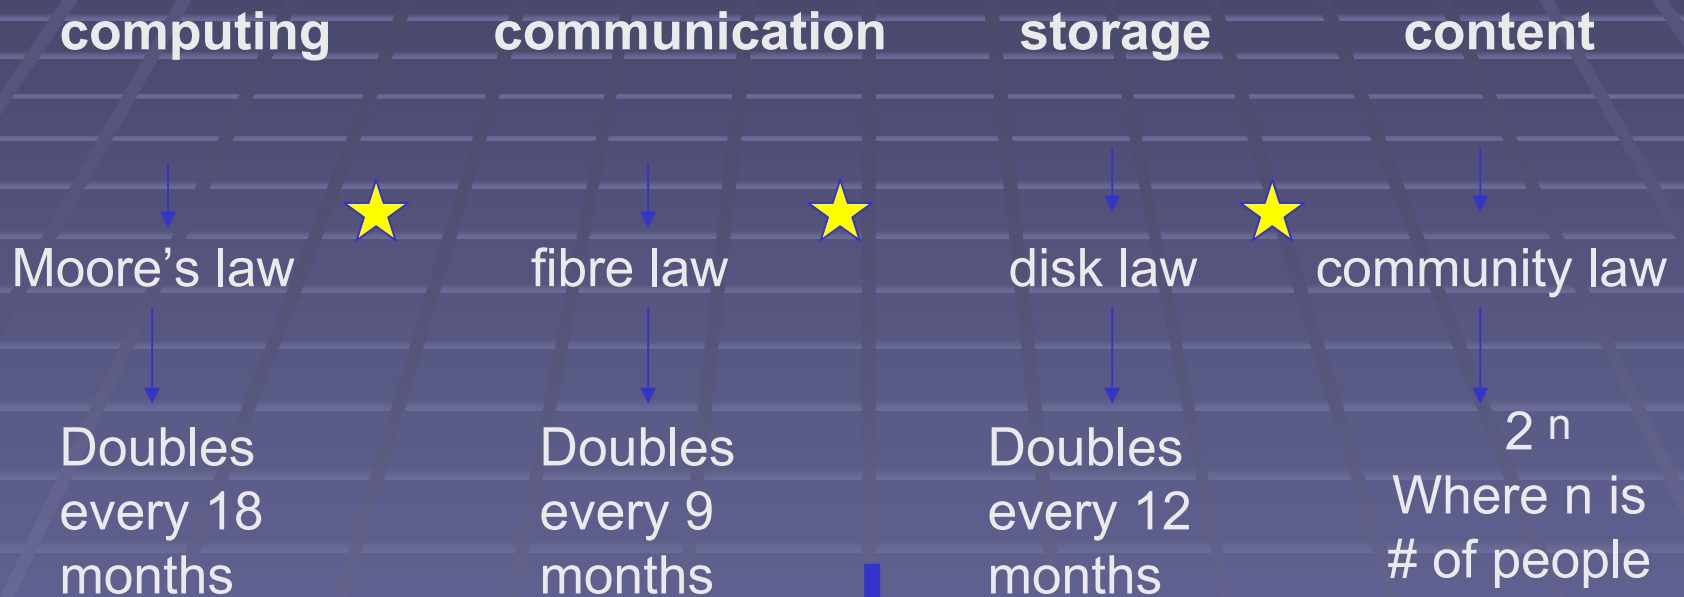 computing
communication
storage
content
Moore’s law
fibre law
disk law
community law
Doubles
every 18
months
Doubles
every 9
months
Doubles
every 12
months
2 n
Where n is
# of people